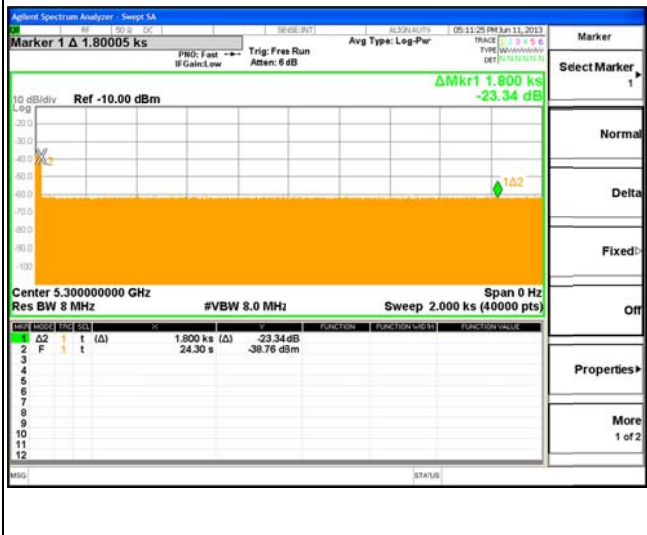 Agilent Spectrum Analyzer - Swept SA
RF 50 Ω DC SENSE:INT ALIGN AUTO 05:11:25 PM Jun 11, 2013
Marker 1 Δ 1.80005 ks
PNO: Fast
IFGain:Low
Trig: Free Run
Atten: 6 dB
Avg Type: Log-Pwr
TRACE 1 2 3 4 5 6
TYPE
DET N N N N N N
ΔMkr1 1.800 ks
-23.34 dB
10 dB/div Ref -10.00 dBm
Log
-20.0
-30.0
-40.0
-60.0
-70.0
-80.0
-90.0
-100
2
1Δ2
Center 5.300000000 GHz Span 0 Hz
Res BW 8 MHz #VBW 8.0 MHz Sweep 2.000 ks (40000 pts)
MKR MODE TRC SCL X Y FUNCTION FUNCTION WIDTH FUNCTION VALUE
1 Δ2 1 t (Δ) 1.800 ks (Δ) -23.34 dB
2 F 1 t 24.30 s -38.76 dBm
3
4
5
6
7
8
9
10
11
12
MSG STATUS
Marker
Select Marker
1
Normal
Delta
Fixed
Off
Properties
More
1 of 2